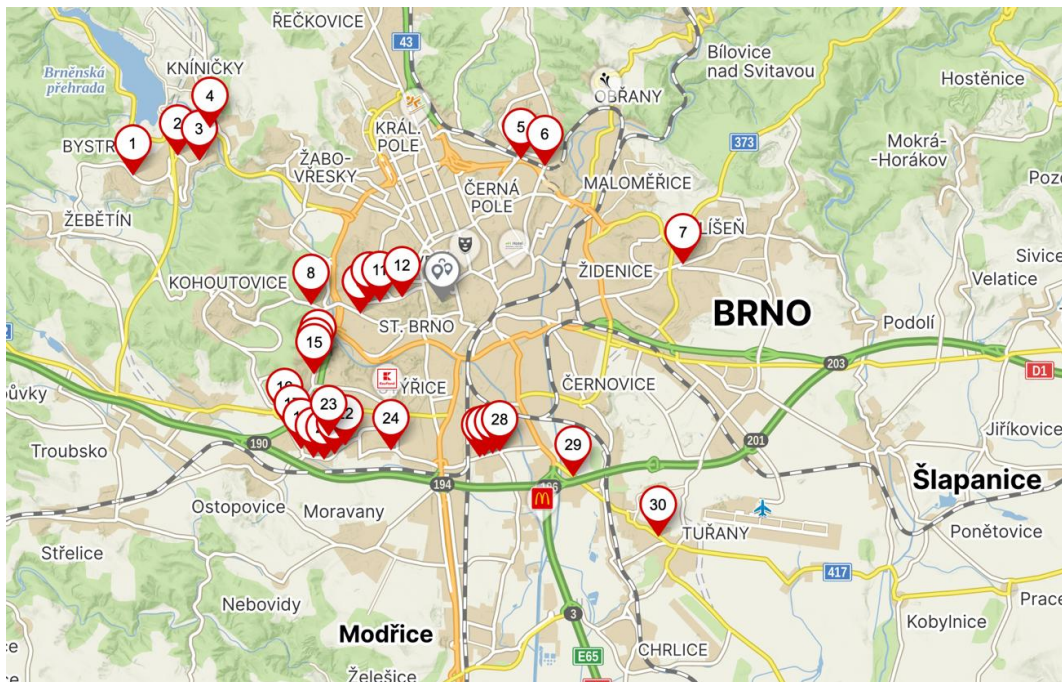 ŘEČKOVICE
43
Bílovice
nad Svitavou
KNÍNIČKY
Brněnská
přehrada
OBŘANY
Hostěnice
4
2
3
5
6
KRÁL.
POLE
373
Mokrá-
-Horákov
1
BYSTR
ŽABO-
VŘESKY
ČERNÁ
POLE
MALOMĚŘICE
Poz
ŽEBĚTÍN
7
LÍŠEŇ
Sivice
KOHOUTOVICE
8
11
12
ŽIDENICE
Velatice
BRNO
Podolí
ST. BRNO
15
203
D1
ůvky
ČERNOVICE
23
22
24
28
190
201
Jiříkovice
Troubsko
29
194
Šlapanice
Ostopovice
Moravany
30
TUŘANY
Ponětovice
Střelice
417
Nebovidy
3
Prace
Kobylnice
Modřice
E65
CHRLICE
Želešice